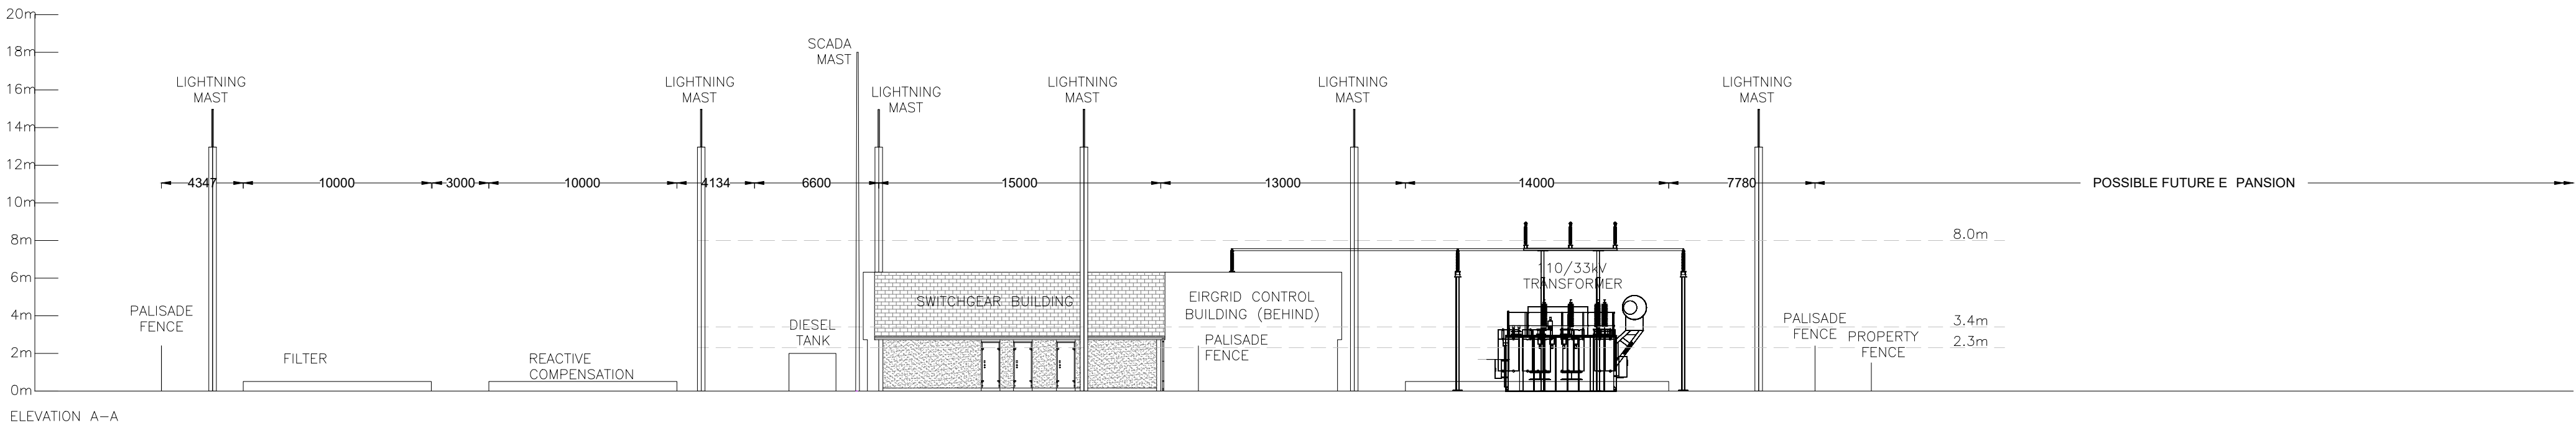 20m
18m
16m
14m
12m
10m
8m
6m
4m
2m
0m
LIGHTNING
MAST
LIGHTNING
MAST
SCADA
MAST
LIGHTNING
MAST
LIGHTNING
MAST
LIGHTNING
MAST
LIGHTNING
MAST
4347
10000
3000
10000
4134
6600
15000
13000
14000
7780
POSSIBLE FUTURE E PANSION
8.0m
3.4m
2.3m
PALISADE
FENCE
FILTER
REACTIVE
COMPENSATION
DIESEL
TANK
SWITCHGEAR BUILDING
EIRGRID CONTROL
BUILDING (BEHIND)
PALISADE
FENCE
110/33kV
TRANSFORMER
PALISADE
FENCE
PROPERTY
FENCE
ELEVATION A-A